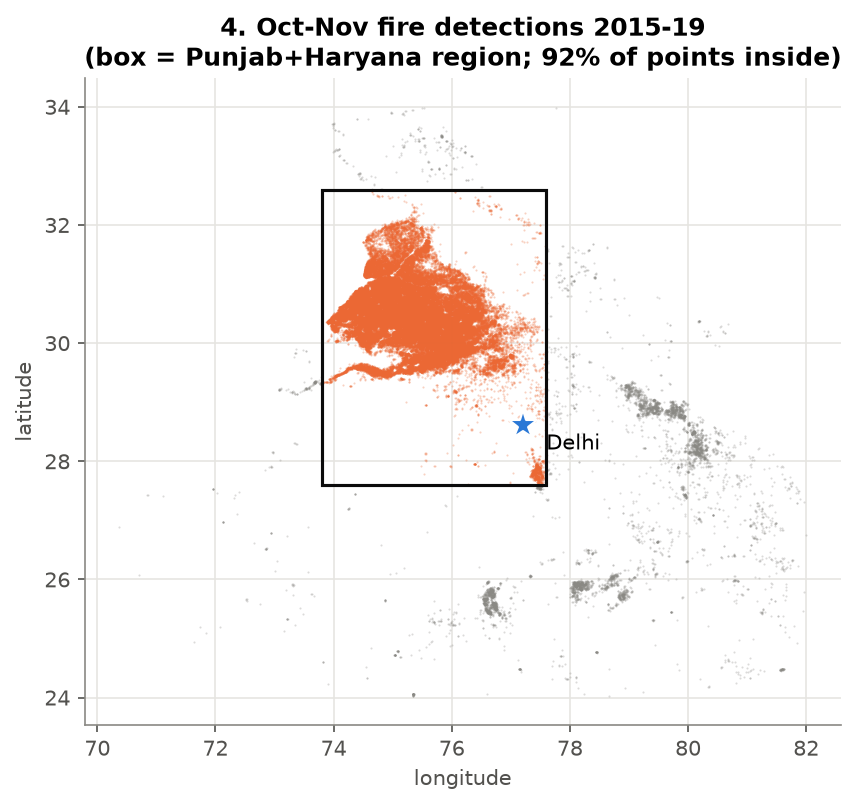 4. Oct-Nov fire detections 2015-19
(box = Punjab+Haryana region; 92% of points inside)
34
32
30
28
26
24
latitude
Delhi
70
72
74
76
78
80
82
longitude